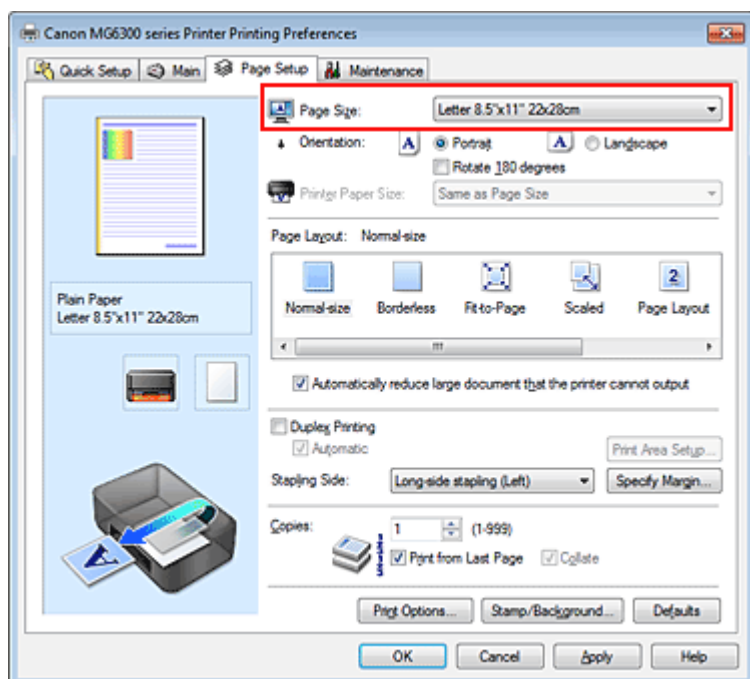 Canon MG6300 series Printer Printing Preferences
Quick Setup Main Page Setup Maintenance
Page Size: Letter 8.5"x11" 22x28cm
Orientation: A Portrait A Landscape
Rotate 180 degrees
Printer Paper Size: Same as Page Size
Page Layout: Normal-size
2
Normal-size Borderless Fit-to-Page Scaled Page Layout
Plain Paper
Letter 8.5"x11" 22x28cm
Automatically reduce large document that the printer cannot output
Duplex Printing
Automatic
Print Area Setup...
Stapling Side: Long-side stapling (Left) Specify Margin...
Copies: 1 (1-999)
Print from Last Page Collate
A
Print Options... Stamp/Background... Defaults
OK Cancel Apply Help